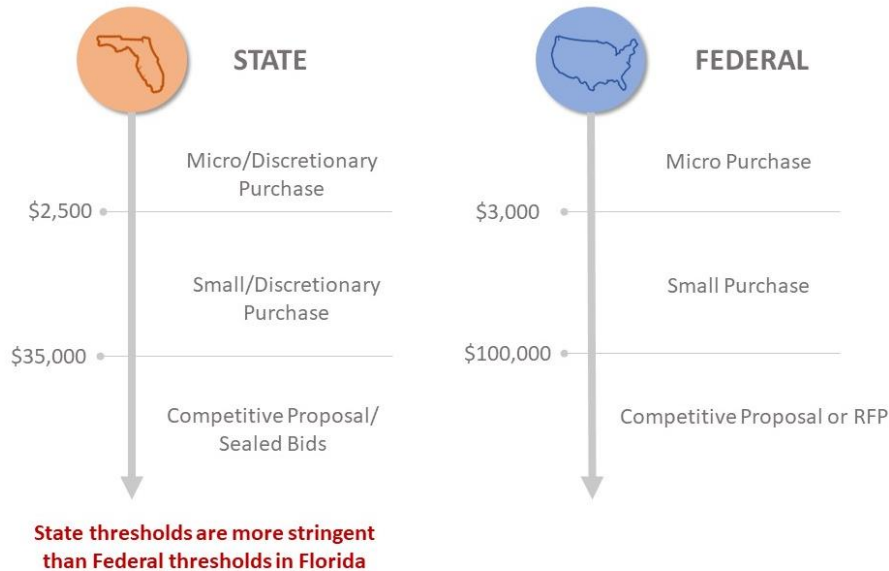 STATE
Micro/Discretionary
Purchase
$2,500
Small/Discretionary
Purchase
$35,000
Competitive Proposal/
Sealed Bids
State thresholds are more stringent
than Federal thresholds in Florida
FEDERAL
Micro Purchase
$3,000
Small Purchase
$100,000
Competitive Proposal or RFP